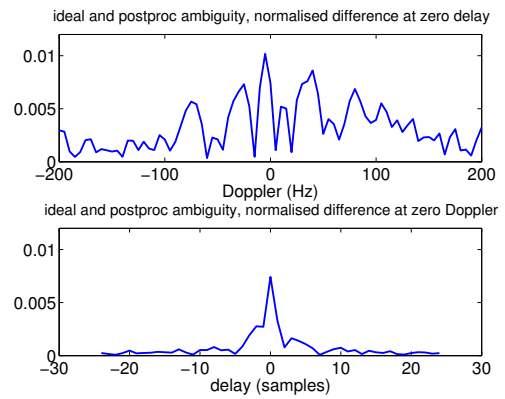 ideal and postproc ambiguity, normalised difference at zero delay
0.01
0.005
0
−200 −100 0 100 200
Doppler (Hz)
ideal and postproc ambiguity, normalised difference at zero Doppler
0.01
0.005
0
−30 −20 −10 0 10 20 30
delay (samples)